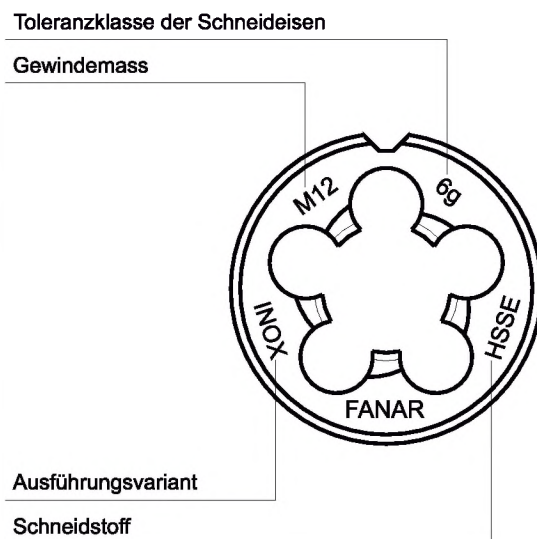 Toleranzklasse der Schneideisen
Gewindemass
M12
6g
INOX
HSSE
FANAR
Ausführungsvariant
Schneidstoff